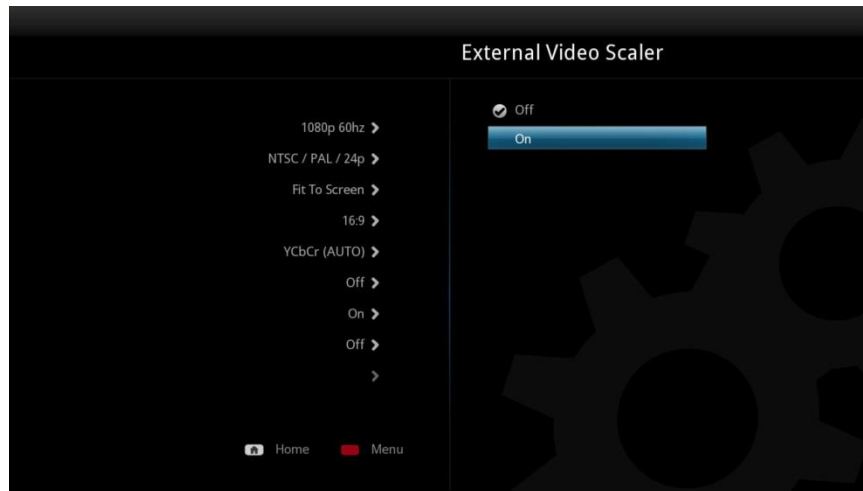 External Video Scaler
1080p 60hz
NTSC / PAL / 24p
Fit To Screen
16:9
YCbCr (AUTO)
Off
On
Off
Home Menu
Off
On